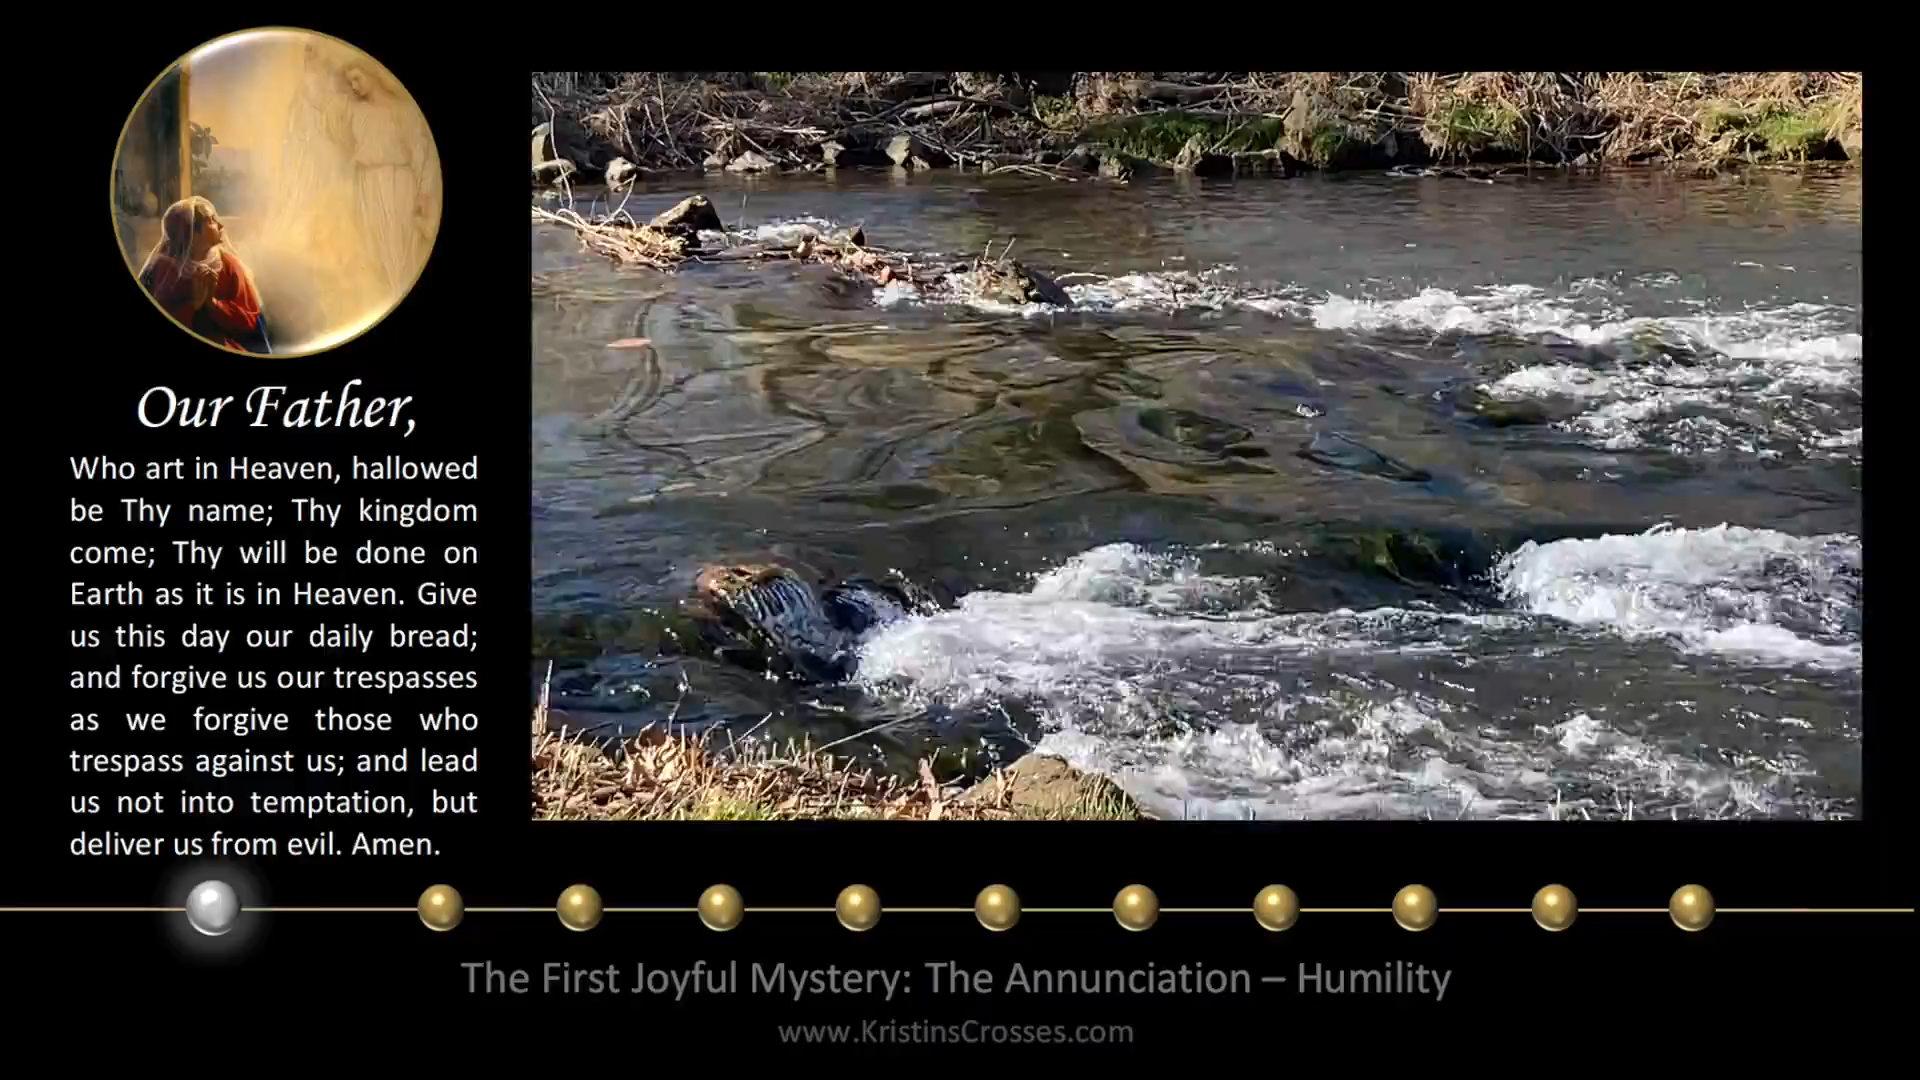 Our Father,
Who art in Heaven, hallowed
be Thy name; Thy kingdom
come; Thy will be done on
Earth as it is in Heaven. Give
us this day our daily bread;
and forgive us our trespasses
as we forgive those who
trespass against us; and lead
us not into temptation, but
deliver us from evil. Amen.
The First Joyful Mystery: The Annunciation – Humility
www.KristinsCrosses.com